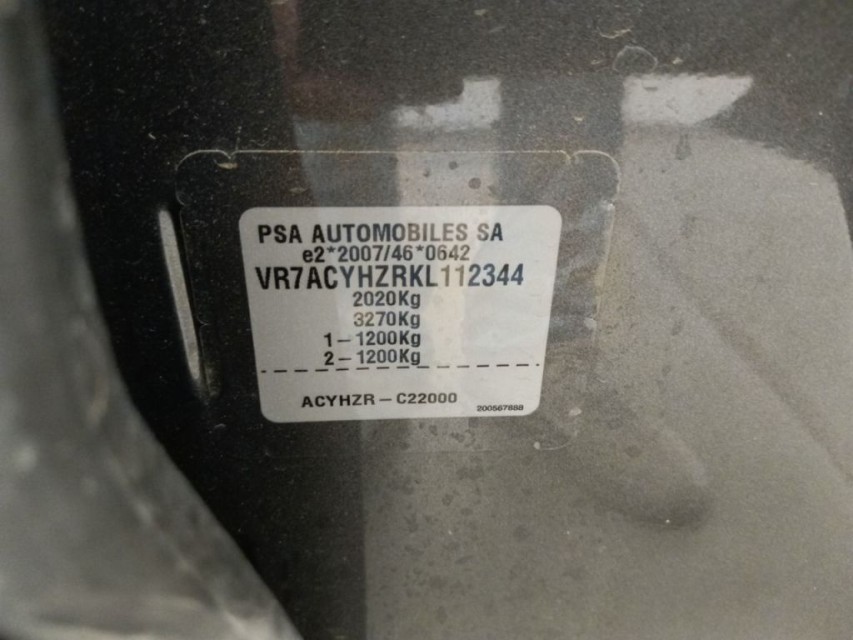 PSA AUTOMOBILES SA
e2*2007/46*0642
VR7ACYHZRKL112344
2020Kg
3270Kg
1-1200Kg
2-1200Kg
ACYHZR-C22000
200567888